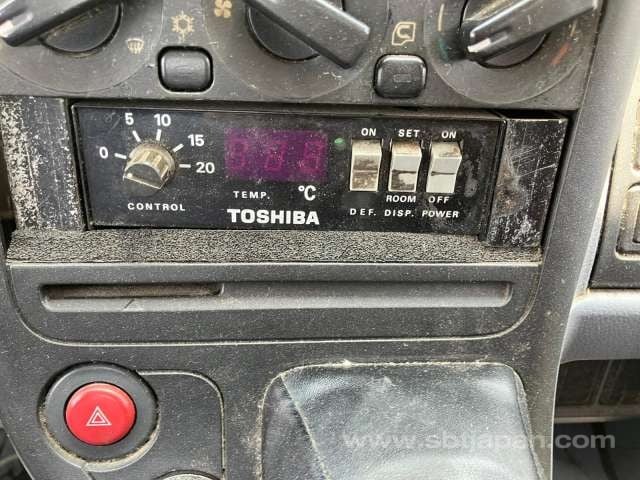 5 10
0 15
20
CONTROL
TEMP. °C
TOSHIBA
ON SET ON
ROOM OFF
DEF. DISP. POWER
www.sbtjapan.com